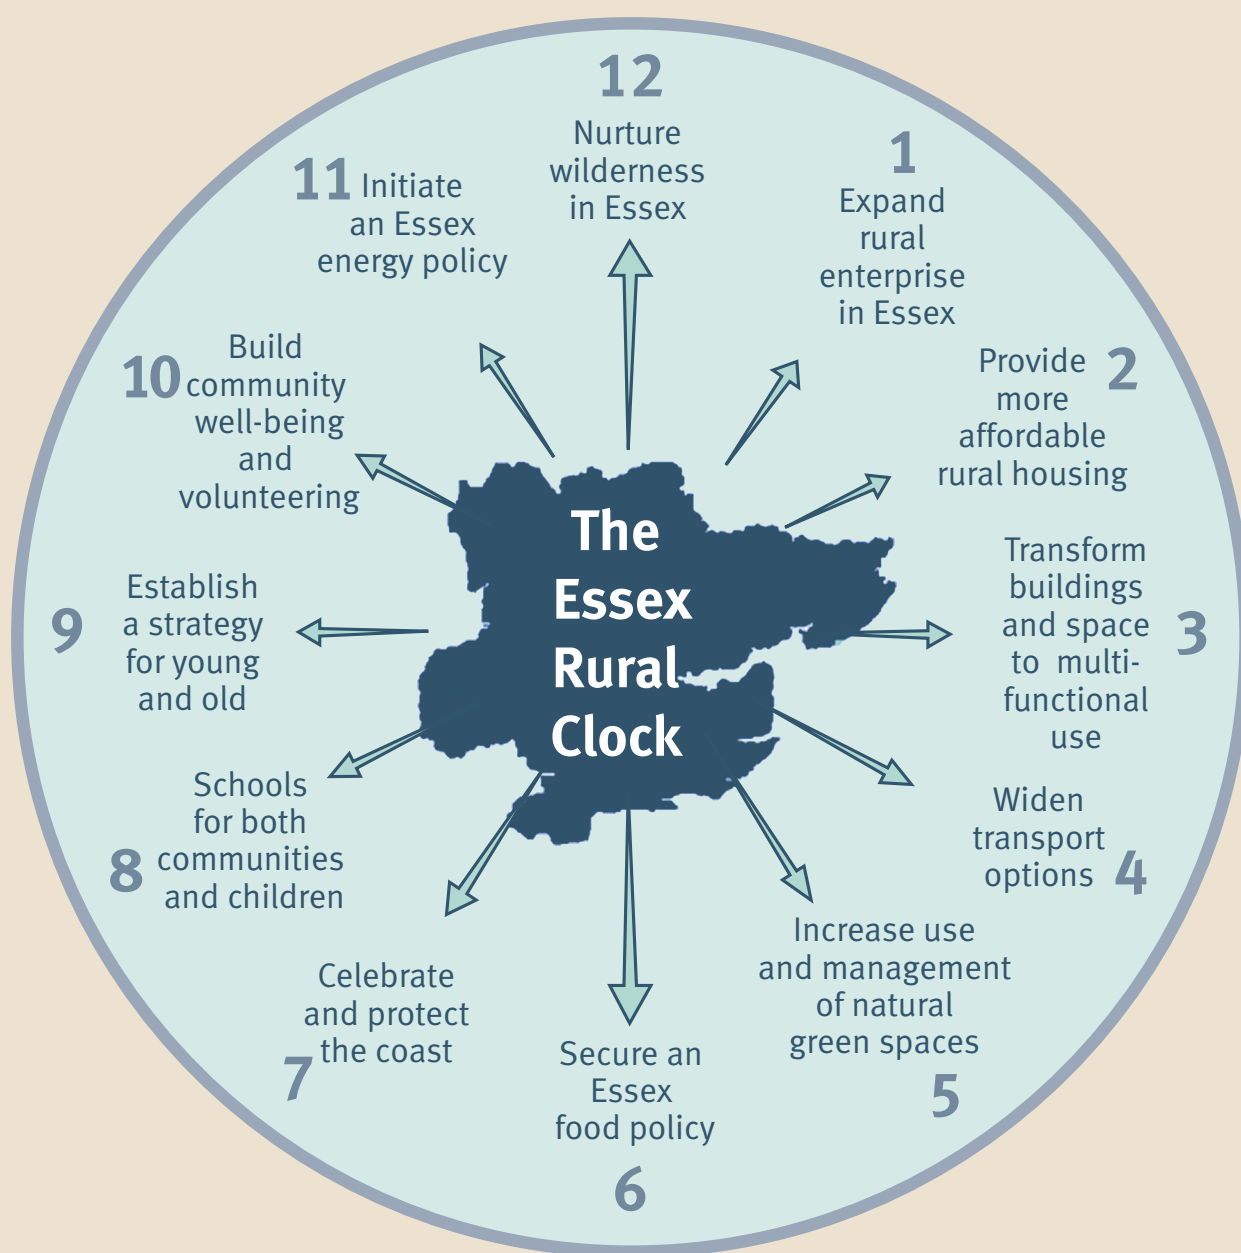 12
Nurture
wilderness
in Essex
1
Expand
rural
enterprise
in Essex
2
Provide
more
affordable
rural housing
3
Transform
buildings
and space
to multi-
functional
use
4
Widen
transport
options
5
Increase use
and management
of natural
green spaces
6
Secure an
Essex
food policy
7
Celebrate
and protect
the coast
8
Schools
for both
communities
and children
9
Establish
a strategy
for young
and old
10
Build
community
well-being
and
volunteering
11
Initiate
an Essex
energy policy
The
Essex
Rural
Clock